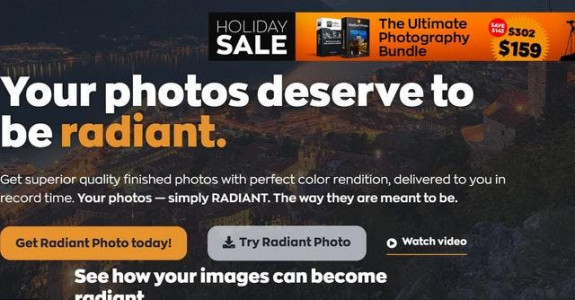 HOLIDAY
SALE
The Ultimate
Photography
Bundle
SAVE
$143
$302
$159
Your photos deserve to
be radiant.
Get superior quality finished photos with perfect color rendition, delivered to you in
record time. Your photos — simply RADIANT. The way they are meant to be.
Get Radiant Photo today!
Try Radiant Photo
Watch video
See how your images can become
radiant